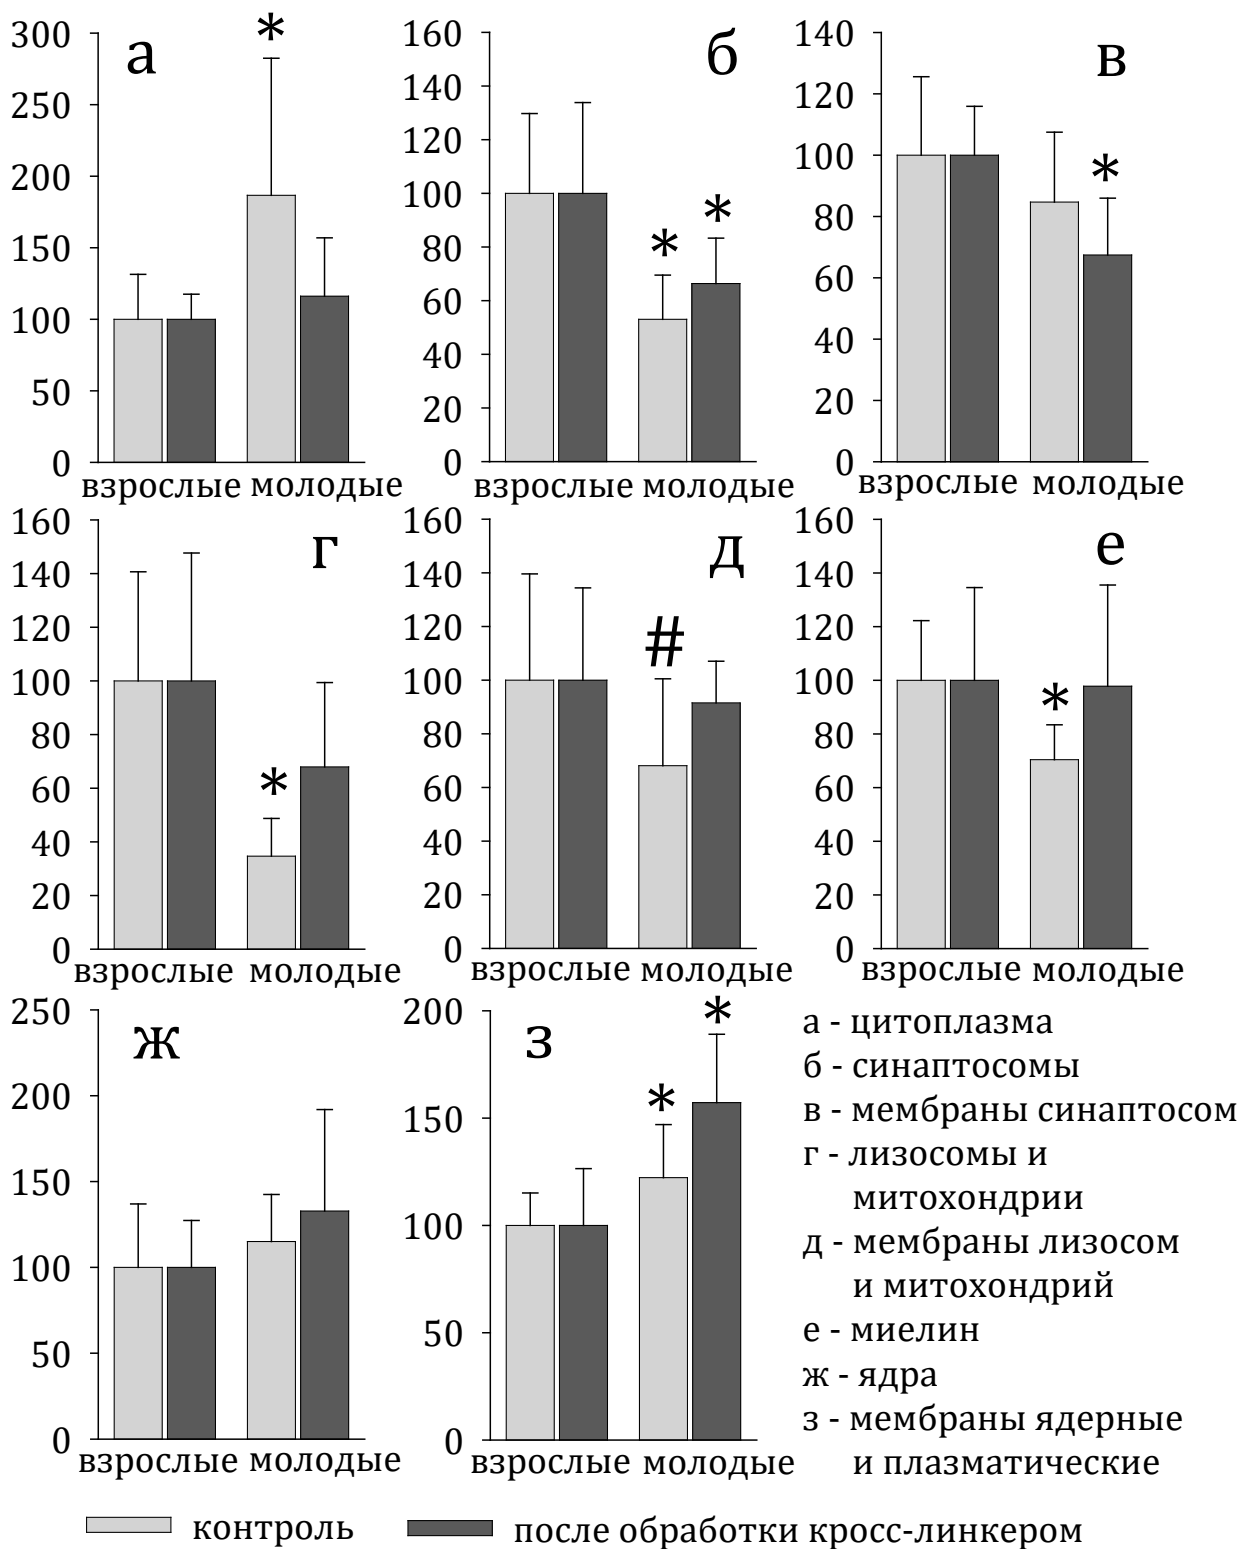 300
250
200
150
100
50
0
а
*
взрослые молодые
160
140
120
100
80
60
40
20
0
б
*
*
взрослые молодые
140
120
100
80
60
40
20
0
в
*
взрослые молодые
160
140
120
100
80
60
40
20
0
г
*
взрослые молодые
160
140
120
100
80
60
40
20
0
д
#
взрослые молодые
160
140
120
100
80
60
40
20
0
е
*
взрослые молодые
250
200
150
100
50
0
ж
взрослые молодые
200
150
100
50
0
з
*
*
взрослые молодые
а - цитоплазма
б - синаптосомы
в - мембраны синаптосом
г - лизосомы и
митохондрии
д - мембраны лизосом
и митохондрий
е - миелин
ж - ядра
з - мембраны ядерные
и плазматические
контроль
после обработки кросс-линкером